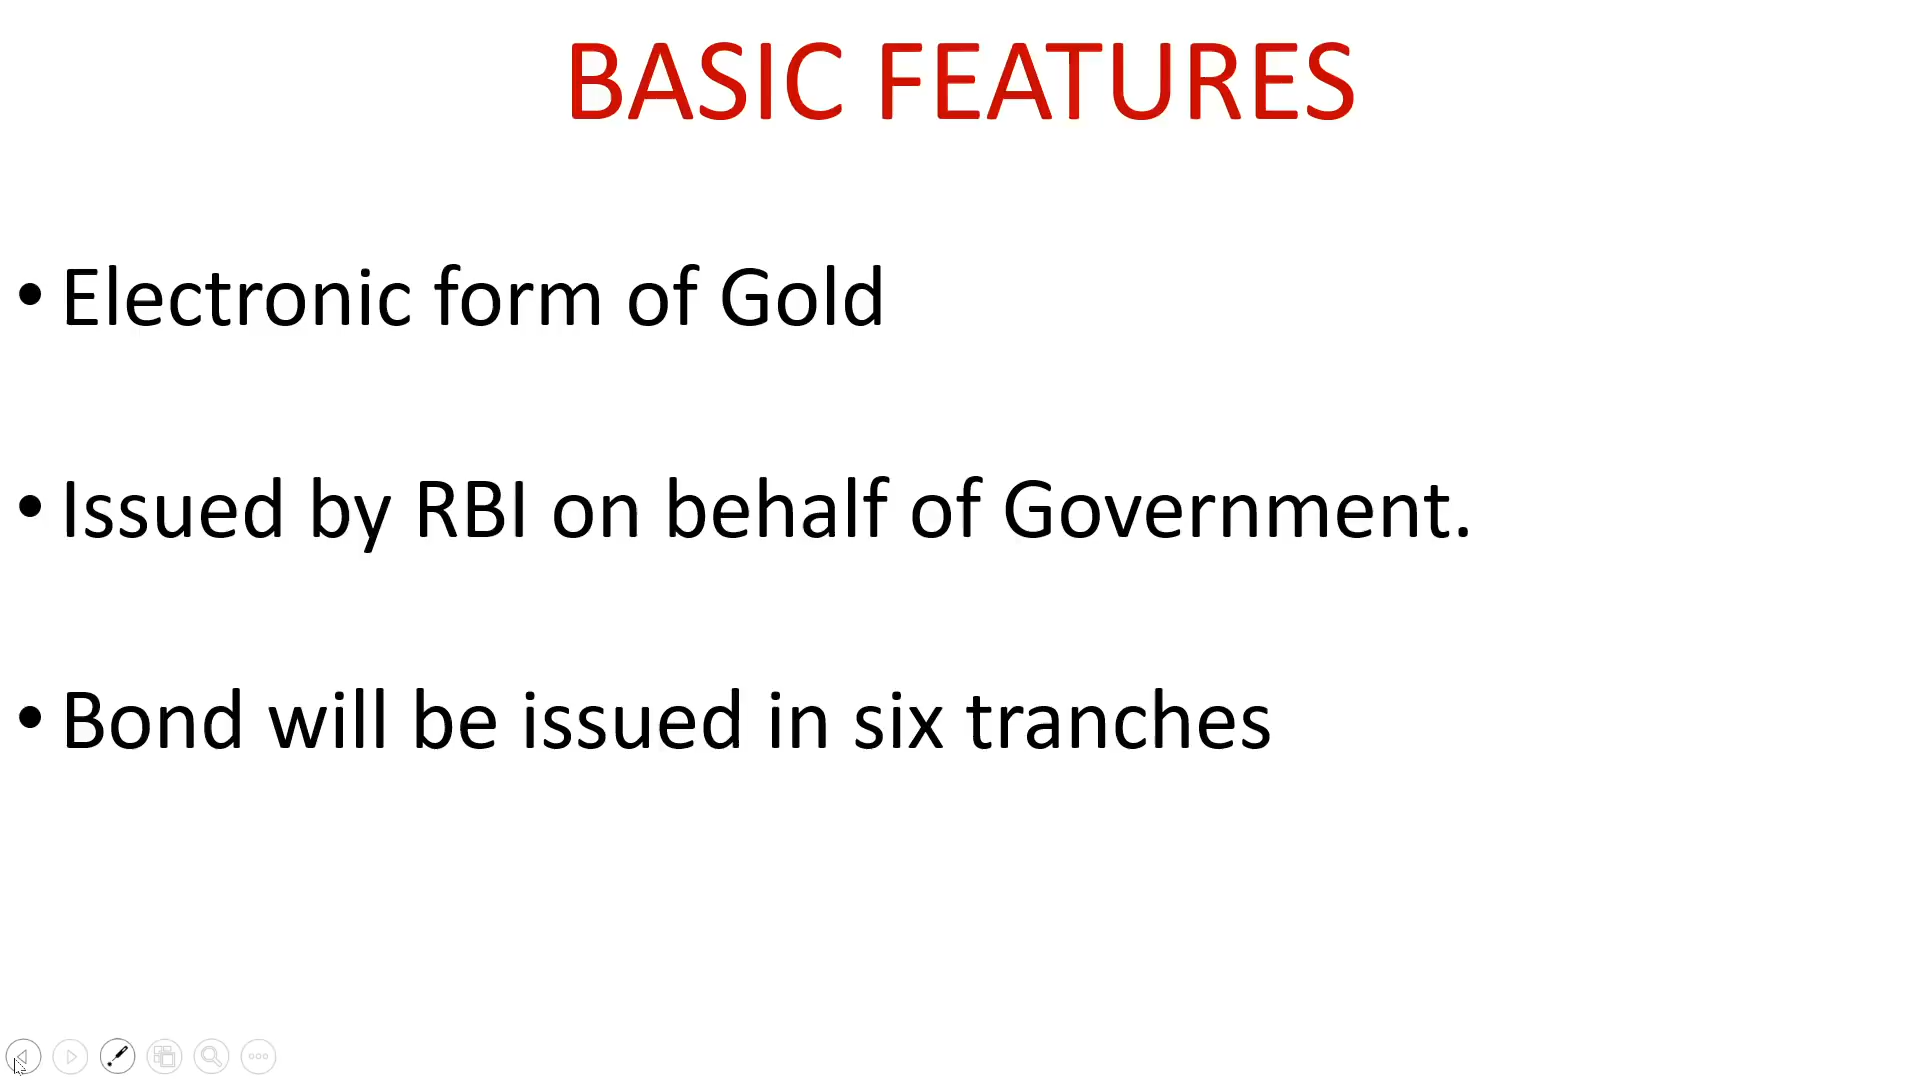 BASIC FEATURES
• Electronic form of Gold
• Issued by RBI on behalf of Government.
• Bond will be issued in six tranches